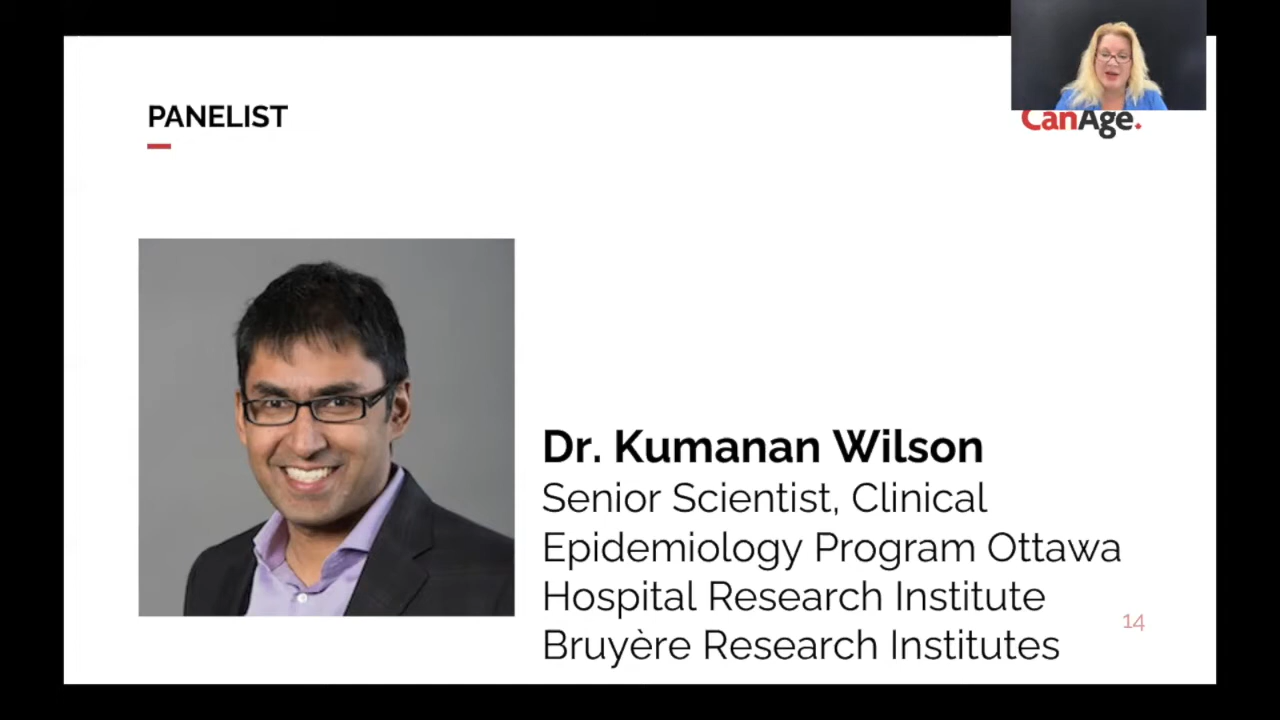 PANELIST
CanAge.
Dr. Kumanan Wilson
Senior Scientist, Clinical
Epidemiology Program Ottawa
Hospital Research Institute
Bruyère Research Institutes
14